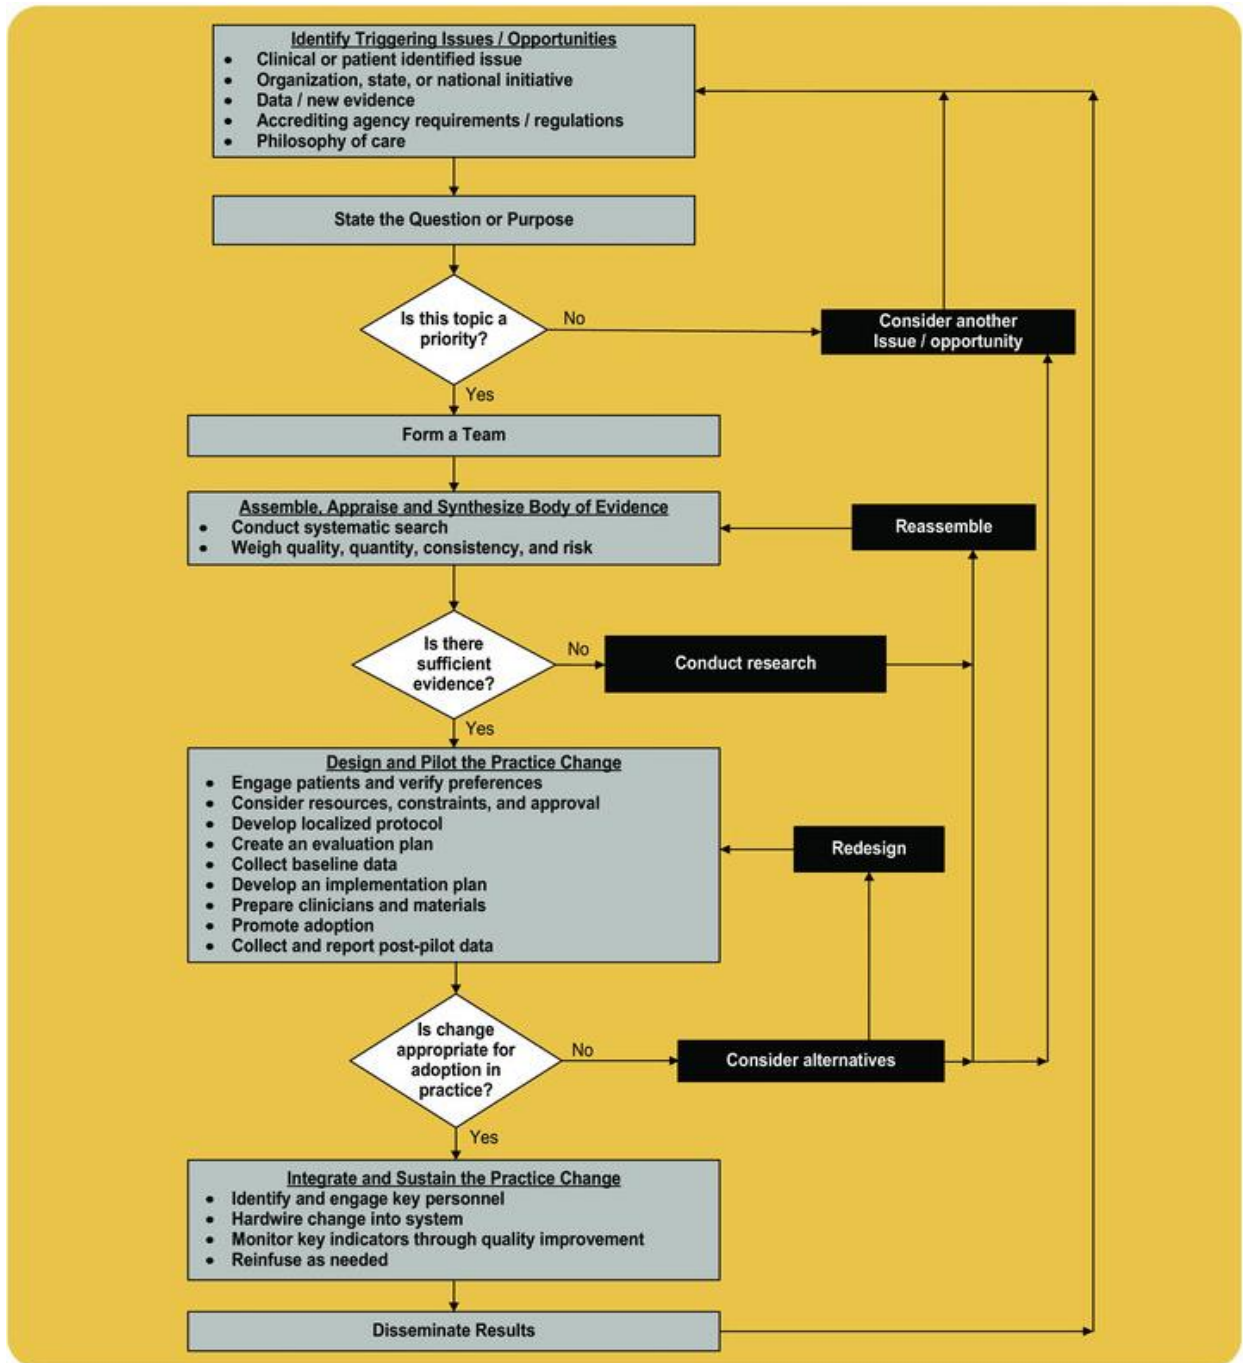 Identify Triggering Issues / Opportunities
• Clinical or patient identified issue
• Organization, state, or national initiative
• Data / new evidence
• Accrediting agency requirements / regulations
• Philosophy of care
State the Question or Purpose
Is this topic a
priority?
No
Consider another
Issue / opportunity
Yes
Form a Team
Assemble, Appraise and Synthesize Body of Evidence
• Conduct systematic search
• Weigh quality, quantity, consistency, and risk
Reassemble
Is there
sufficient
evidence?
No
Conduct research
Yes
Design and Pilot the Practice Change
• Engage patients and verify preferences
• Consider resources, constraints, and approval
• Develop localized protocol
• Create an evaluation plan
• Collect baseline data
• Develop an implementation plan
• Prepare clinicians and materials
• Promote adoption
• Collect and report post-pilot data
Redesign
Is change
appropriate for
adoption in
practice?
No
Consider alternatives
Yes
Integrate and Sustain the Practice Change
• Identify and engage key personnel
• Hardwire change into system
• Monitor key indicators through quality improvement
• Reinfuse as needed
Disseminate Results